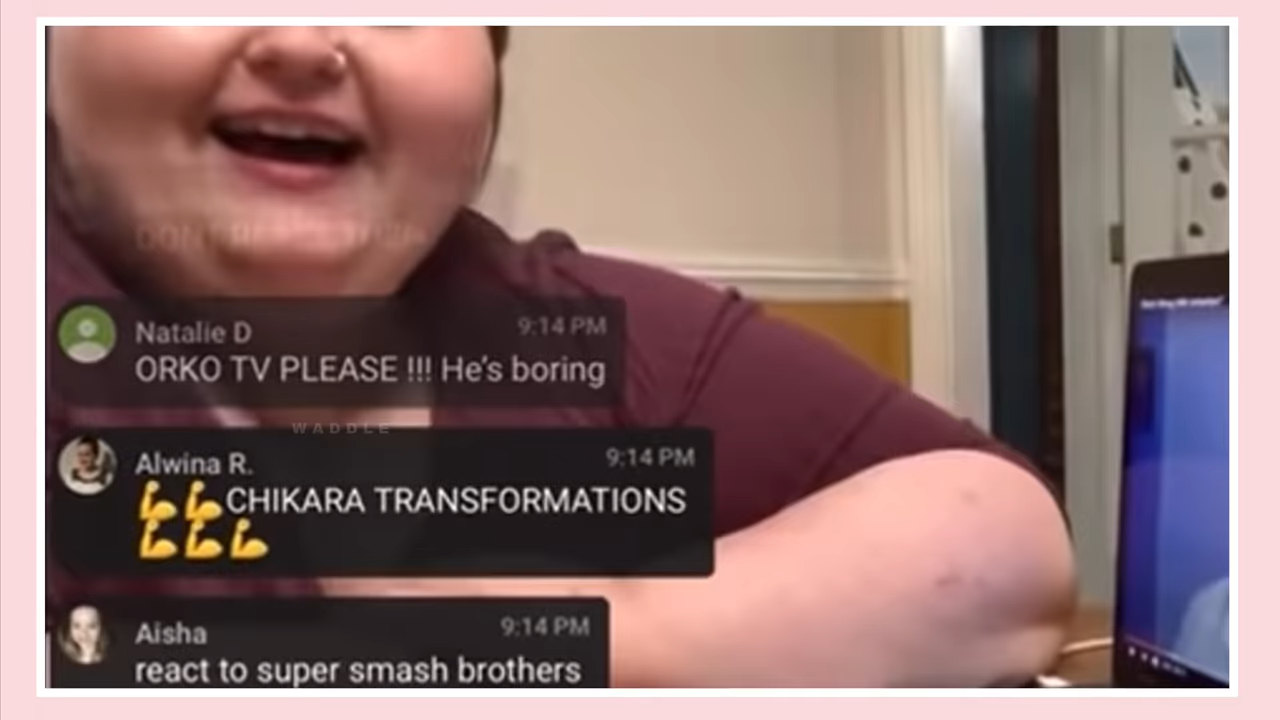 Natalie D 9:14 PM
ORKO TV PLEASE !!! He's boring
WADDLE
Alwina R. 9:14 PM
💪💪CHIKARA TRANSFORMATIONS
💪💪💪
Aisha 9:14 PM
react to super smash brothers